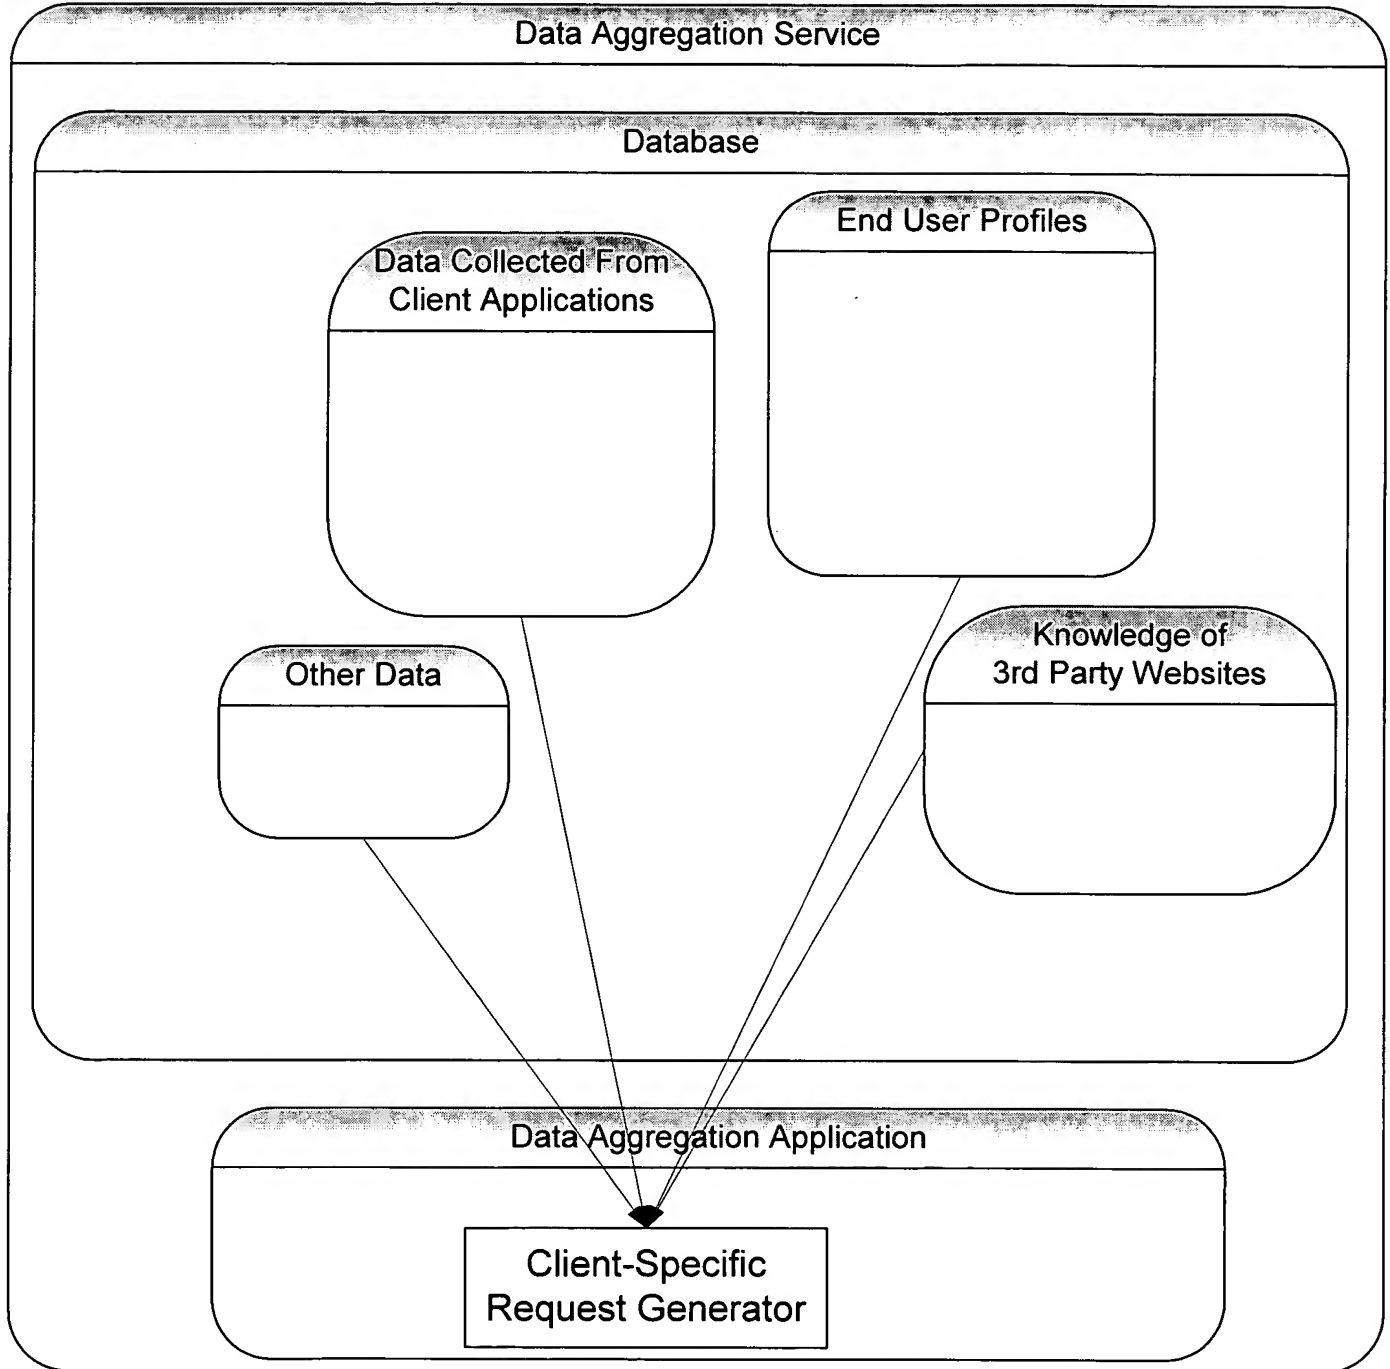 Data Aggregation Service
Database
End User Profiles
Data Collected From
Client Applications
Knowledge of
3rd Party Websites
Other Data
Data Aggregation Application
Client-Specific
Request Generator